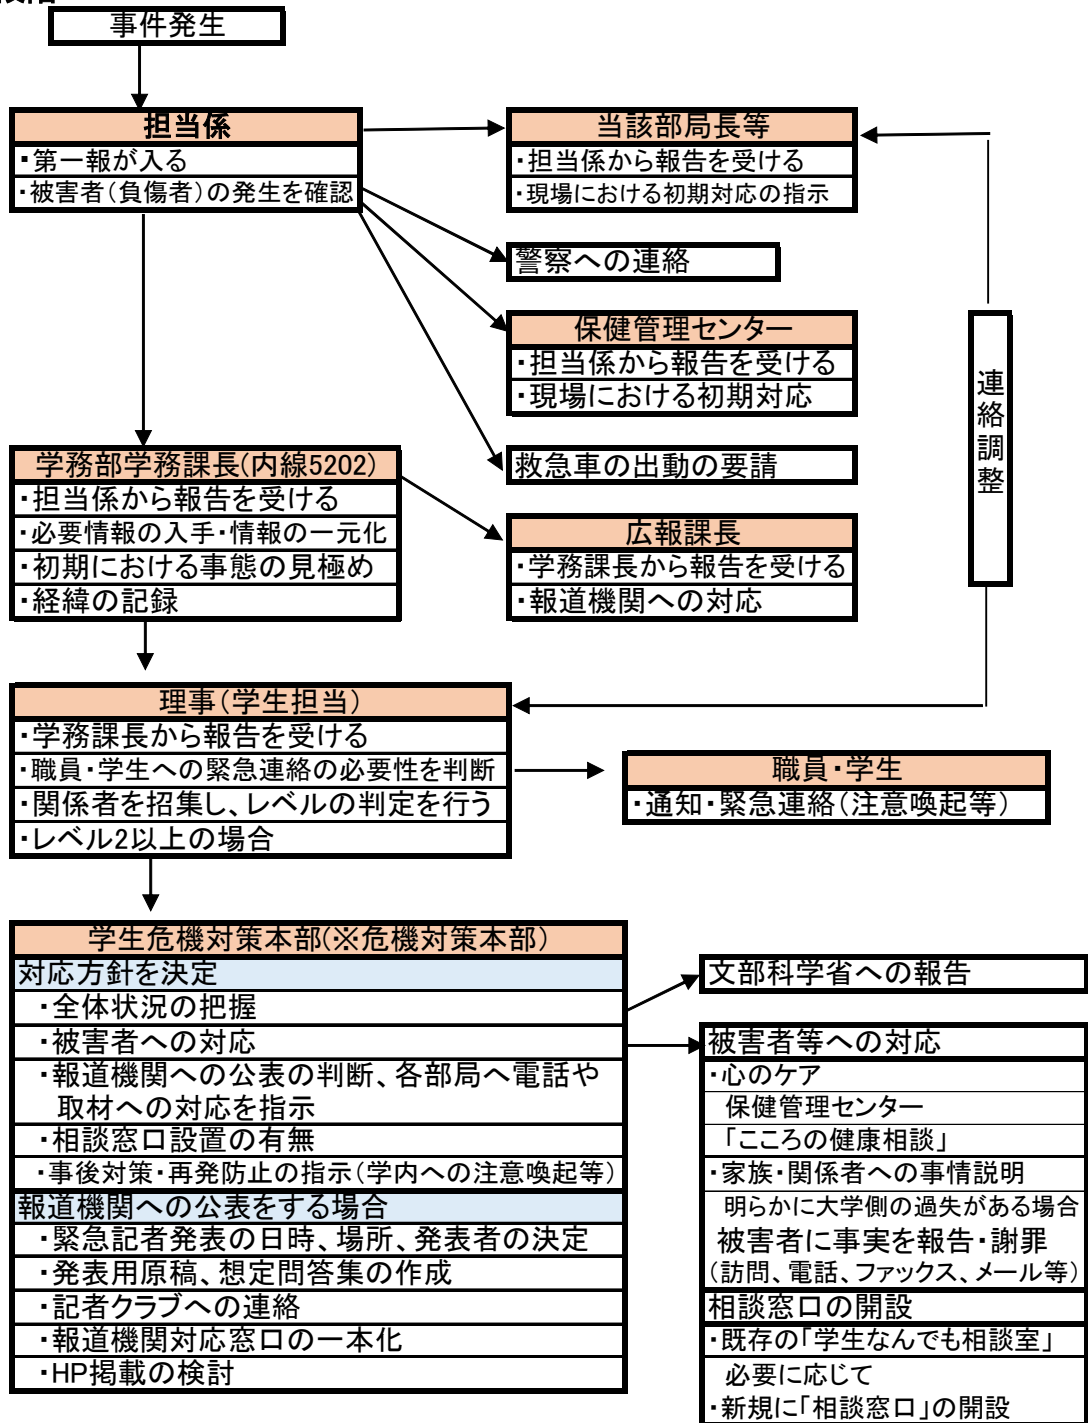 事件発生
担当係
・第一報が入る
・被害者(負傷者)の発生を確認
当該部局長等
・担当係から報告を受ける
・現場における初期対応の指示
警察への連絡
保健管理センター
・担当係から報告を受ける
・現場における初期対応
救急車の出動の要請
連絡調整
学務部学務課長(内線5202)
・担当係から報告を受ける
・必要情報の入手・情報の一元化
・初期における事態の見極め
・経緯の記録
広報課長
・学務課長から報告を受ける
・報道機関への対応
理事(学生担当)
・学務課長から報告を受ける
・職員・学生への緊急連絡の必要性を判断
・関係者を招集し、レベルの判定を行う
・レベル2以上の場合
職員・学生
・通知・緊急連絡(注意喚起等)
学生危機対策本部(※危機対策本部)
対応方針を決定
・全体状況の把握
・被害者への対応
・報道機関への公表の判断、各部局へ電話や
取材への対応を指示
・相談窓口設置の有無
・事後対策・再発防止の指示(学内への注意喚起等)
報道機関への公表をする場合
・緊急記者発表の日時、場所、発表者の決定
・発表用原稿、想定問答集の作成
・記者クラブへの連絡
・報道機関対応窓口の一本化
・HP掲載の検討
文部科学省への報告
被害者等への対応
・心のケア
保健管理センター
「こころの健康相談」
・家族・関係者への事情説明
明らかに大学側の過失がある場合
被害者に事実を報告・謝罪
(訪問、電話、ファックス、メール等)
相談窓口の開設
・既存の「学生なんでも相談室」
必要に応じて
・新規に「相談窓口」の開設